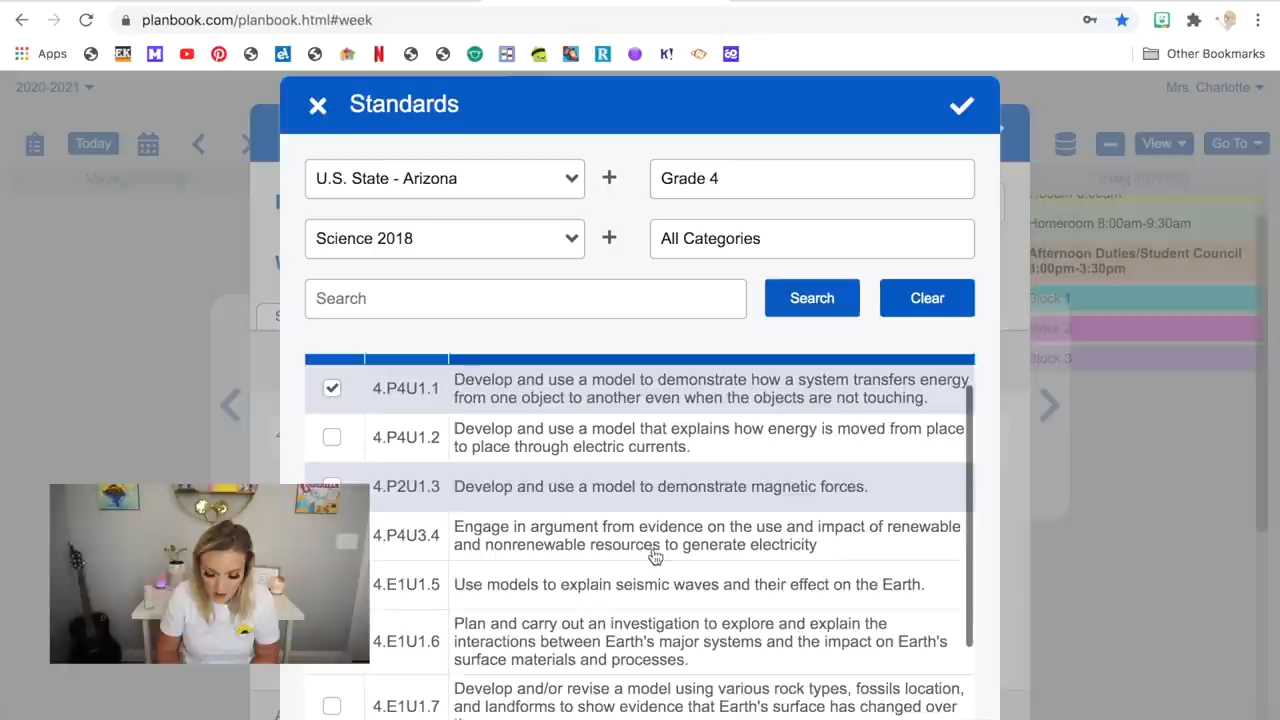 planbook.com/planbook.html#week
Apps
Other Bookmarks
2020-2021
Mrs. Charlotte
Today
View
Go To
Standards
U.S. State - Arizona
+
Grade 4
Science 2018
+
All Categories
Search
Search
Clear
4.P4U1.1
Develop and use a model to demonstrate how a system transfers energy
from one object to another even when the objects are not touching.
4.P4U1.2
Develop and use a model that explains how energy is moved from place
to place through electric currents.
4.P2U1.3
Develop and use a model to demonstrate magnetic forces.
4.P4U3.4
Engage in argument from evidence on the use and impact of renewable
and nonrenewable resources to generate electricity
4.E1U1.5
Use models to explain seismic waves and their effect on the Earth.
4.E1U1.6
Plan and carry out an investigation to explore and explain the
interactions between Earth's major systems and the impact on Earth's
surface materials and processes.
4.E1U1.7
Develop and/or revise a model using various rock types, fossils location,
and landforms to show evidence that Earth's surface has changed over
Homeroom 8:00am-9:30am
Afternoon Duties/Student Council
3:00pm-3:30pm
Block 1
Block 2
Block 3